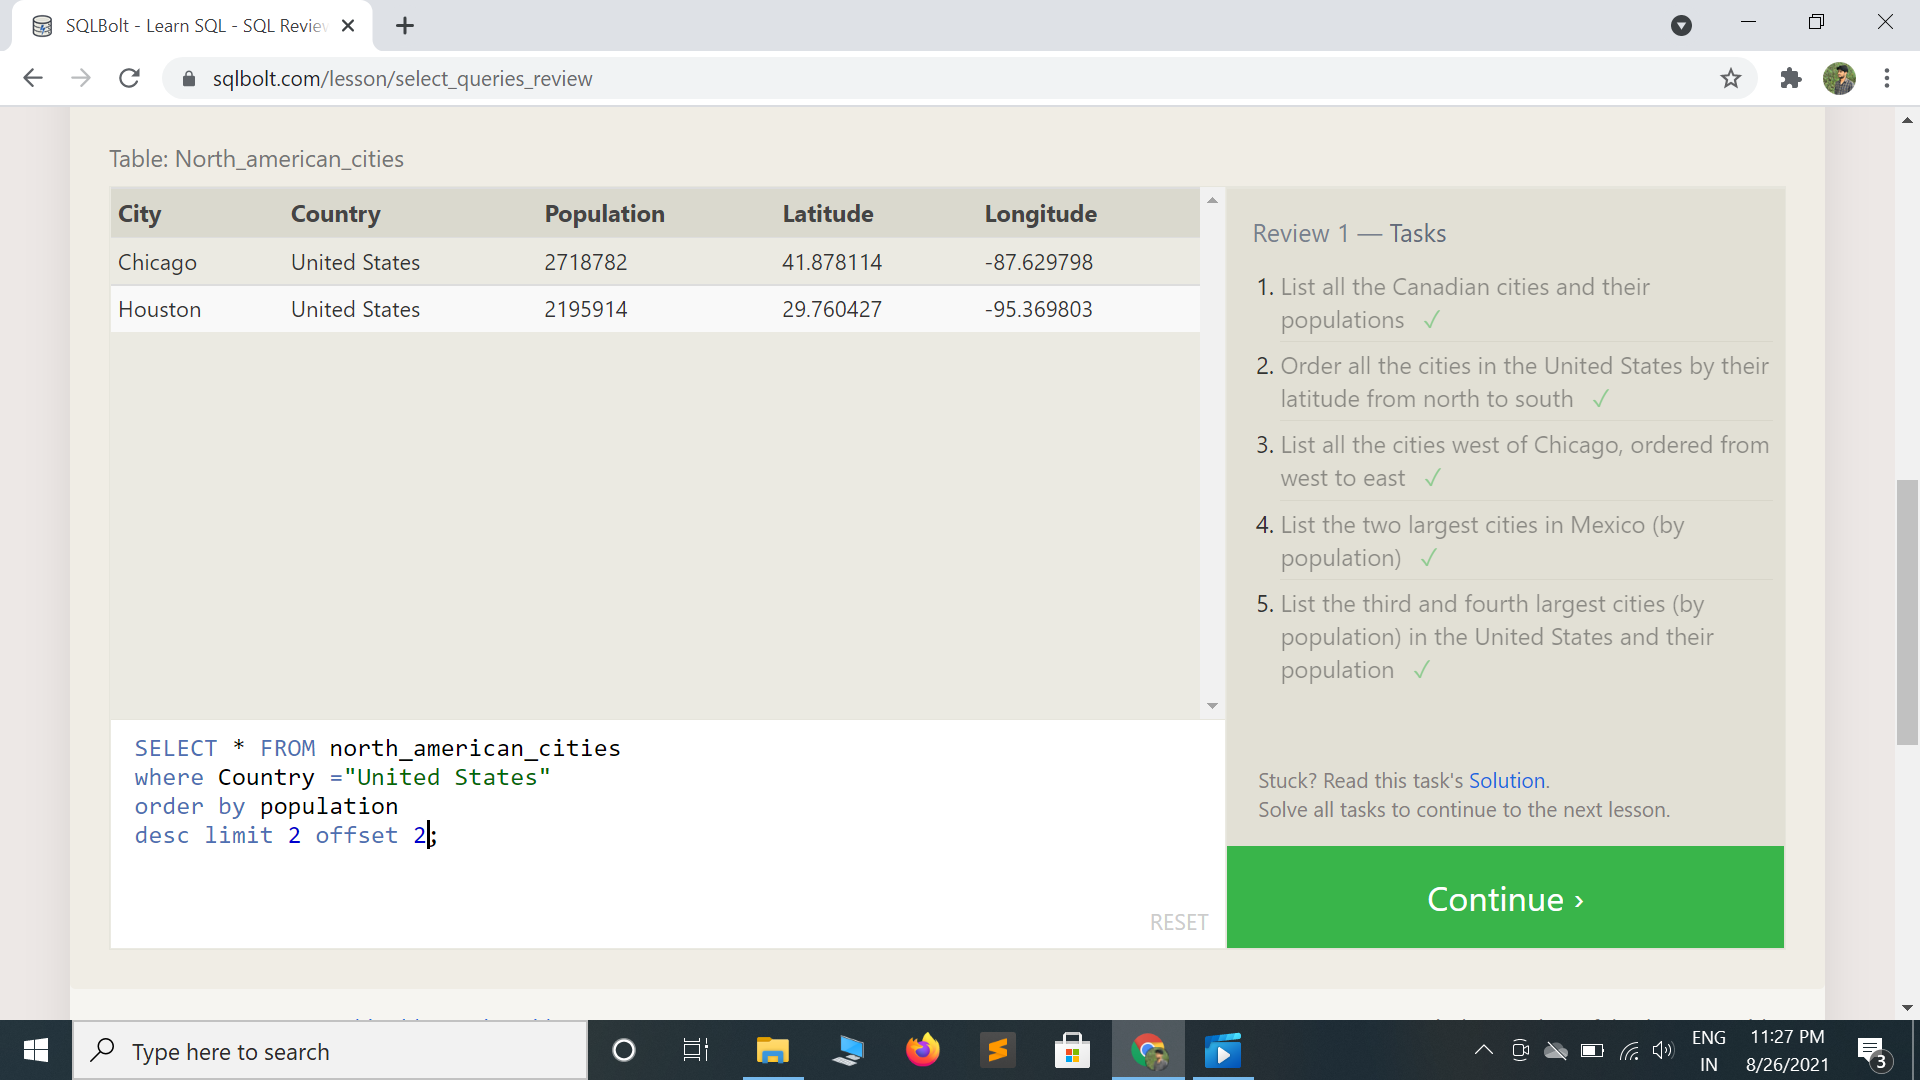 SQLBolt - Learn SQL - SQL Review
sqlbolt.com/lesson/select_queries_review
Table: North_american_cities
City Country Population Latitude Longitude
Chicago United States 2718782 41.878114 -87.629798
Houston United States 2195914 29.760427 -95.369803
SELECT * FROM north_american_cities
where Country ="United States"
order by population
desc limit 2 offset 2;
RESET
Review 1 — Tasks
1. List all the Canadian cities and their
populations ✓
2. Order all the cities in the United States by their
latitude from north to south ✓
3. List all the cities west of Chicago, ordered from
west to east ✓
4. List the two largest cities in Mexico (by
population) ✓
5. List the third and fourth largest cities (by
population) in the United States and their
population ✓
Stuck? Read this task's Solution.
Solve all tasks to continue to the next lesson.
Continue ›
Type here to search
ENG
IN
11:27 PM
8/26/2021
3